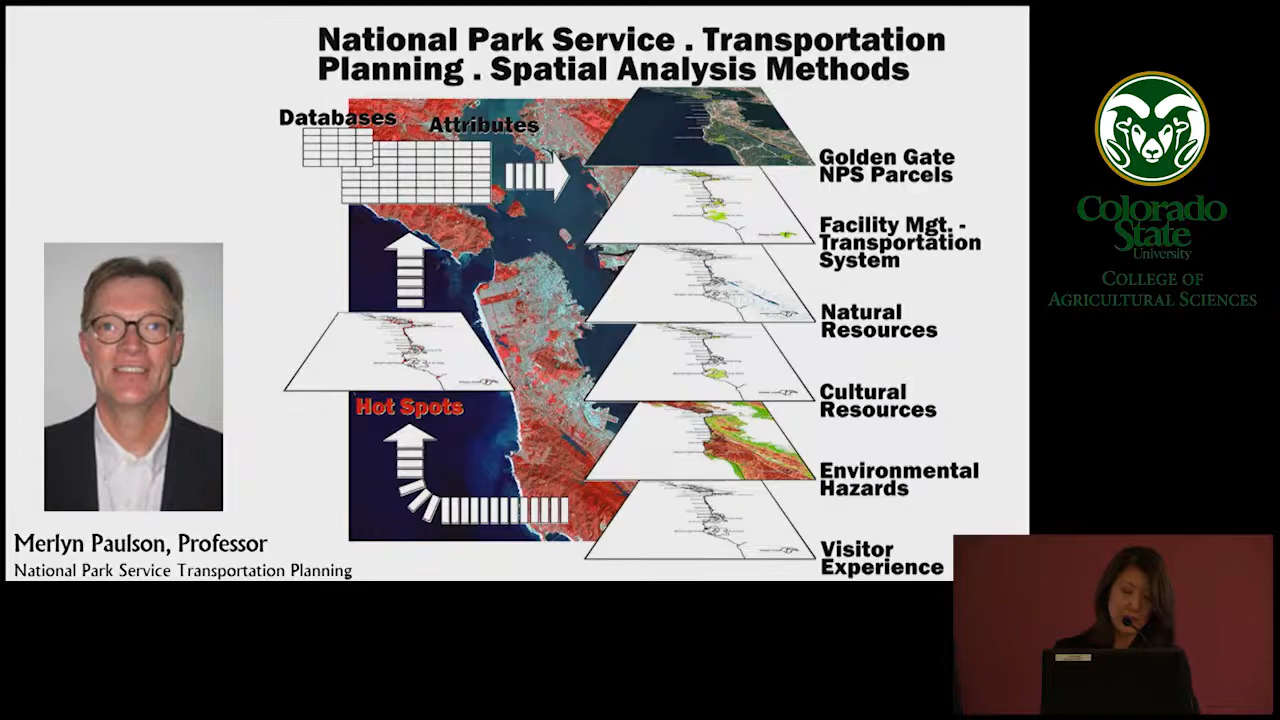 National Park Service . Transportation
Planning . Spatial Analysis Methods
Databases
Attributes
Golden Gate
NPS Parcels
Facility Mgt. -
Transportation
System
Natural
Resources
Cultural
Resources
Environmental
Hazards
Visitor
Experience
Hot Spots
Merlyn Paulson, Professor
National Park Service Transportation Planning
Colorado
State
University
COLLEGE OF
AGRICULTURAL SCIENCES